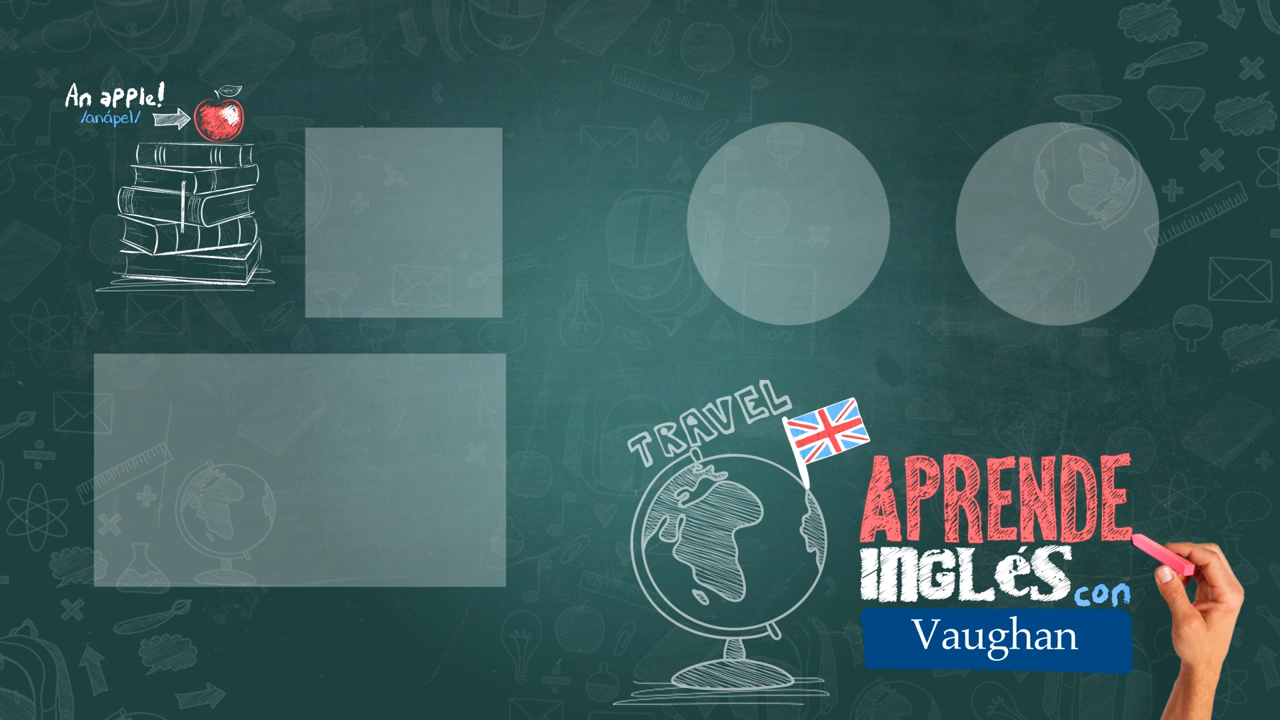 An apple!
/anápel/
TRAVEL
APRENDE
INGLéS con
Vaughan